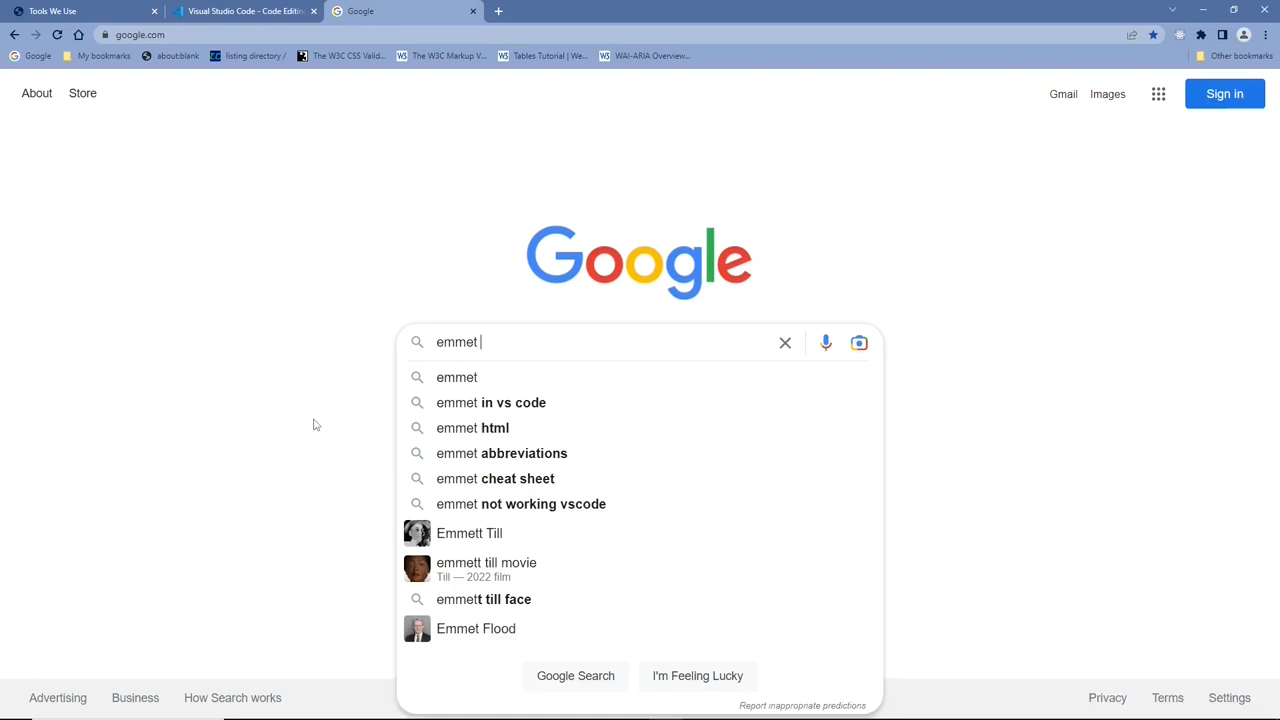 Tools We Use
Visual Studio Code - Code Editin
Google
google.com
Google
My bookmarks
about:blank
listing directory /
The W3C CSS Valid...
The W3C Markup V...
Tables Tutorial | We...
WAI-ARIA Overview...
Other bookmarks
About Store
Gmail Images Sign in
Google
emmet
emmet
emmet in vs code
emmet html
emmet abbreviations
emmet cheat sheet
emmet not working vscode
Emmett Till
emmett till movie
Till — 2022 film
emmett till face
Emmet Flood
Google Search I'm Feeling Lucky
Report inappropriate predictions
Advertising Business How Search works
Privacy Terms Settings